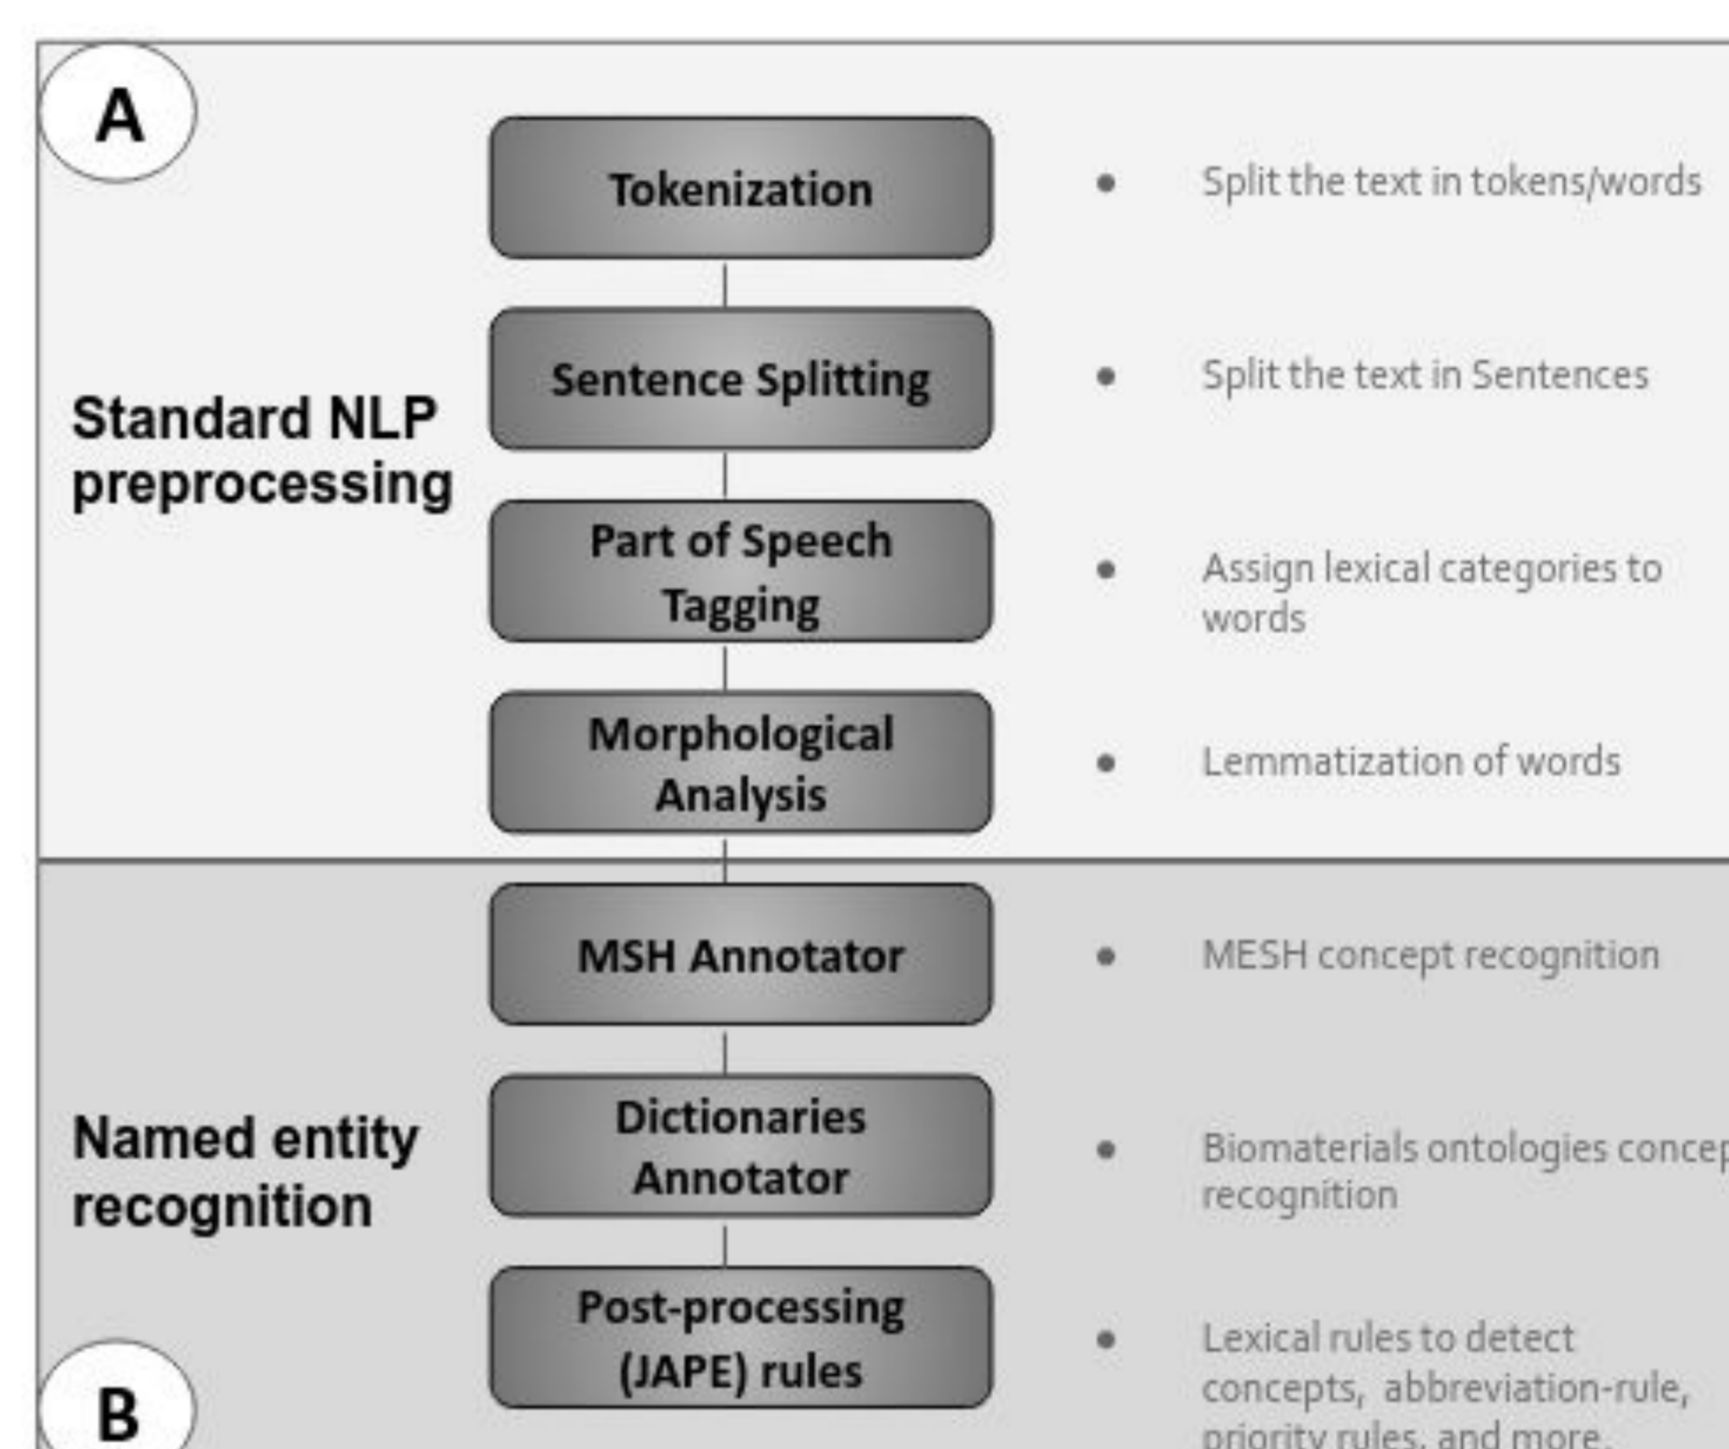 A
Tokenization
Split the text in tokens/words
Sentence Splitting
Split the text in Sentences
Standard NLP
preprocessing
Part of Speech
Tagging
Assign lexical categories to
words
Morphological
Analysis
Lemmatization of words
MSH Annotator
MESH concept recognition
Named entity
recognition
Dictionaries
Annotator
Biomaterials ontologies
recognition
Post-processing
(JAPE) rules
Lexical rules to detect
concepts, abbreviation-rule,
priority rules, and more.
B